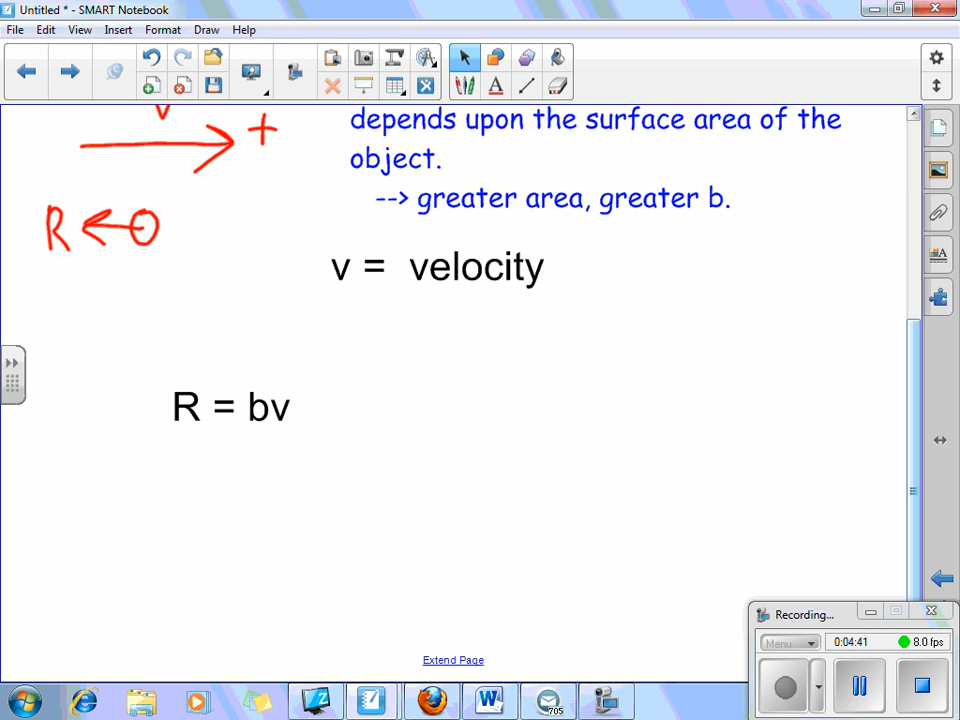 Untitled * - SMART Notebook
File Edit View Insert Format Draw Help
v
+
depends upon the surface area of the
object.
--> greater area, greater b.
R
v = velocity
R = bv
Extend Page
Recording...
Menu 0:04:41 8.0 fps
705